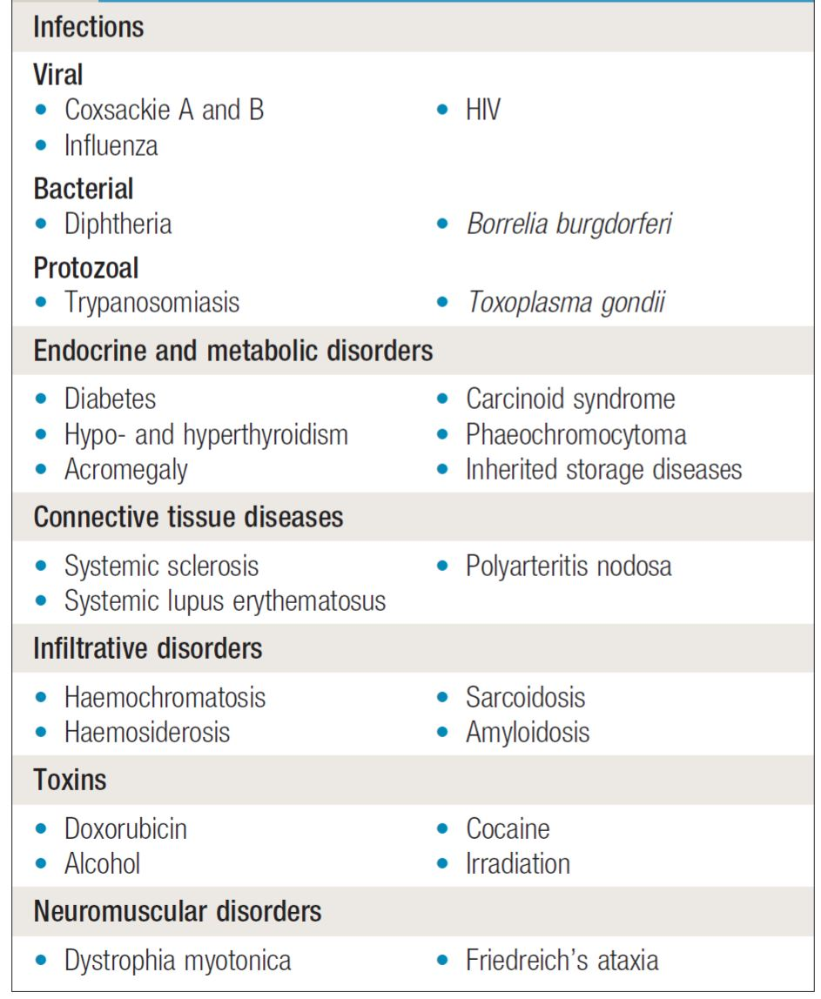 Infections
Viral
• Coxsackie A and B
• Influenza
• HIV
Bacterial
• Diphtheria
• Borrelia burgdorferi
Protozoal
• Trypanosomiasis
• Toxoplasma gondii
Endocrine and metabolic disorders
• Diabetes
• Hypo- and hyperthyroidism
• Acromegaly
• Carcinoid syndrome
• Phaeochromocytoma
• Inherited storage diseases
Connective tissue diseases
• Systemic sclerosis
• Systemic lupus erythematosus
• Polyarteritis nodosa
Infiltrative disorders
• Haemochromatosis
• Haemosiderosis
• Sarcoidosis
• Amyloidosis
Toxins
• Doxorubicin
• Alcohol
• Cocaine
• Irradiation
Neuromuscular disorders
• Dystrophia myotonica
• Friedreich’s ataxia